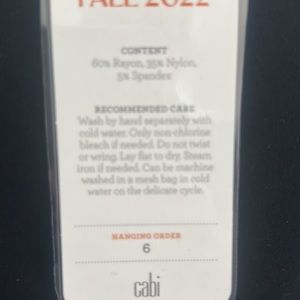 FALL 2022
CONTENT
60% Rayon, 35% Nylon,
5% Spandex
RECOMMENDED CARE
Wash by hand separately with
cold water. Only non-chlorine
bleach if needed. Do not twist
or wring. Lay flat to dry. Steam
iron if needed. Can be machine
washed in a mesh bag in cold
water on the delicate cycle.
HANGING ORDER
6
cabi